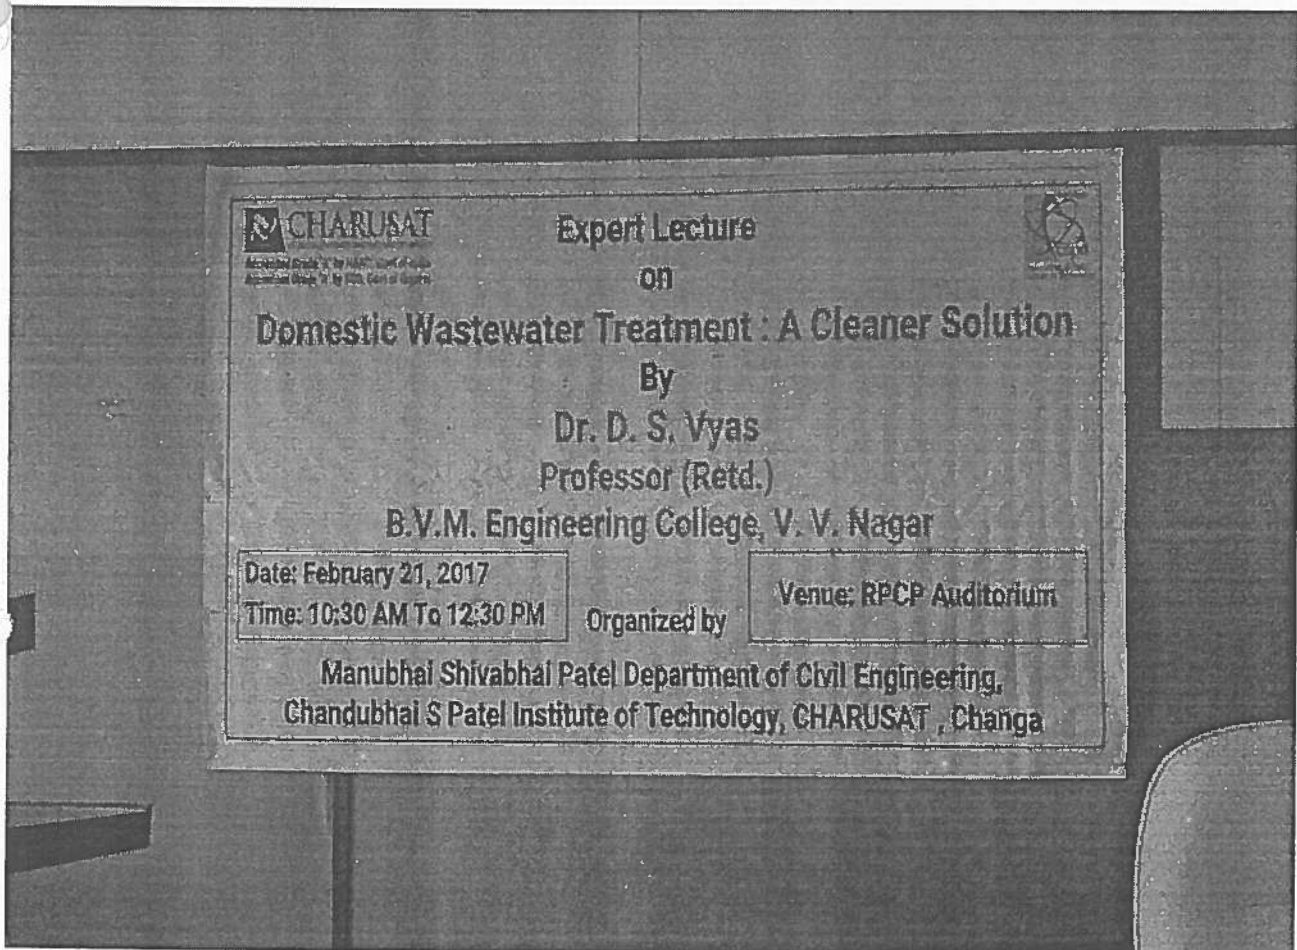 CHARUSAT
Expert Lecture
on
Domestic Wastewater Treatment : A Cleaner Solution
By
Dr. D. S. Vyas
Professor (Retd.)
B.V.M. Engineering College, V. V. Nagar
Date: February 21, 2017
Time: 10:30 AM To 12:30 PM
Organized by
Venue: RPCP Auditorium
Manubhai Shivabhai Patel Department of Civil Engineering,
Chandubhai S Patel Institute of Technology, CHARUSAT , Changa